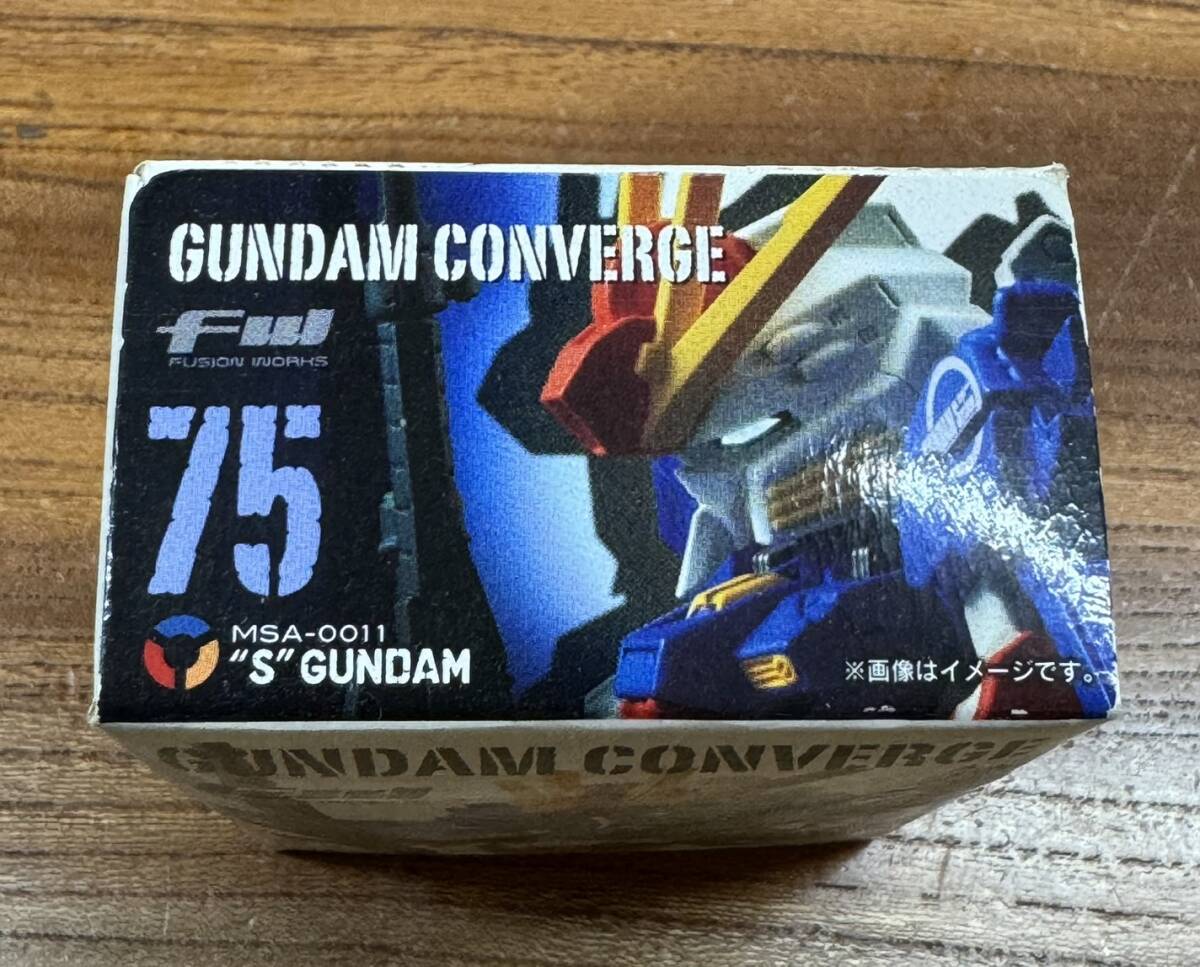 GUNDAM CONVERGE
FW
FUSION WORKS
75
MSA-0011
"S" GUNDAM
※画像はイメージです。
GUNDAM CONVERGE